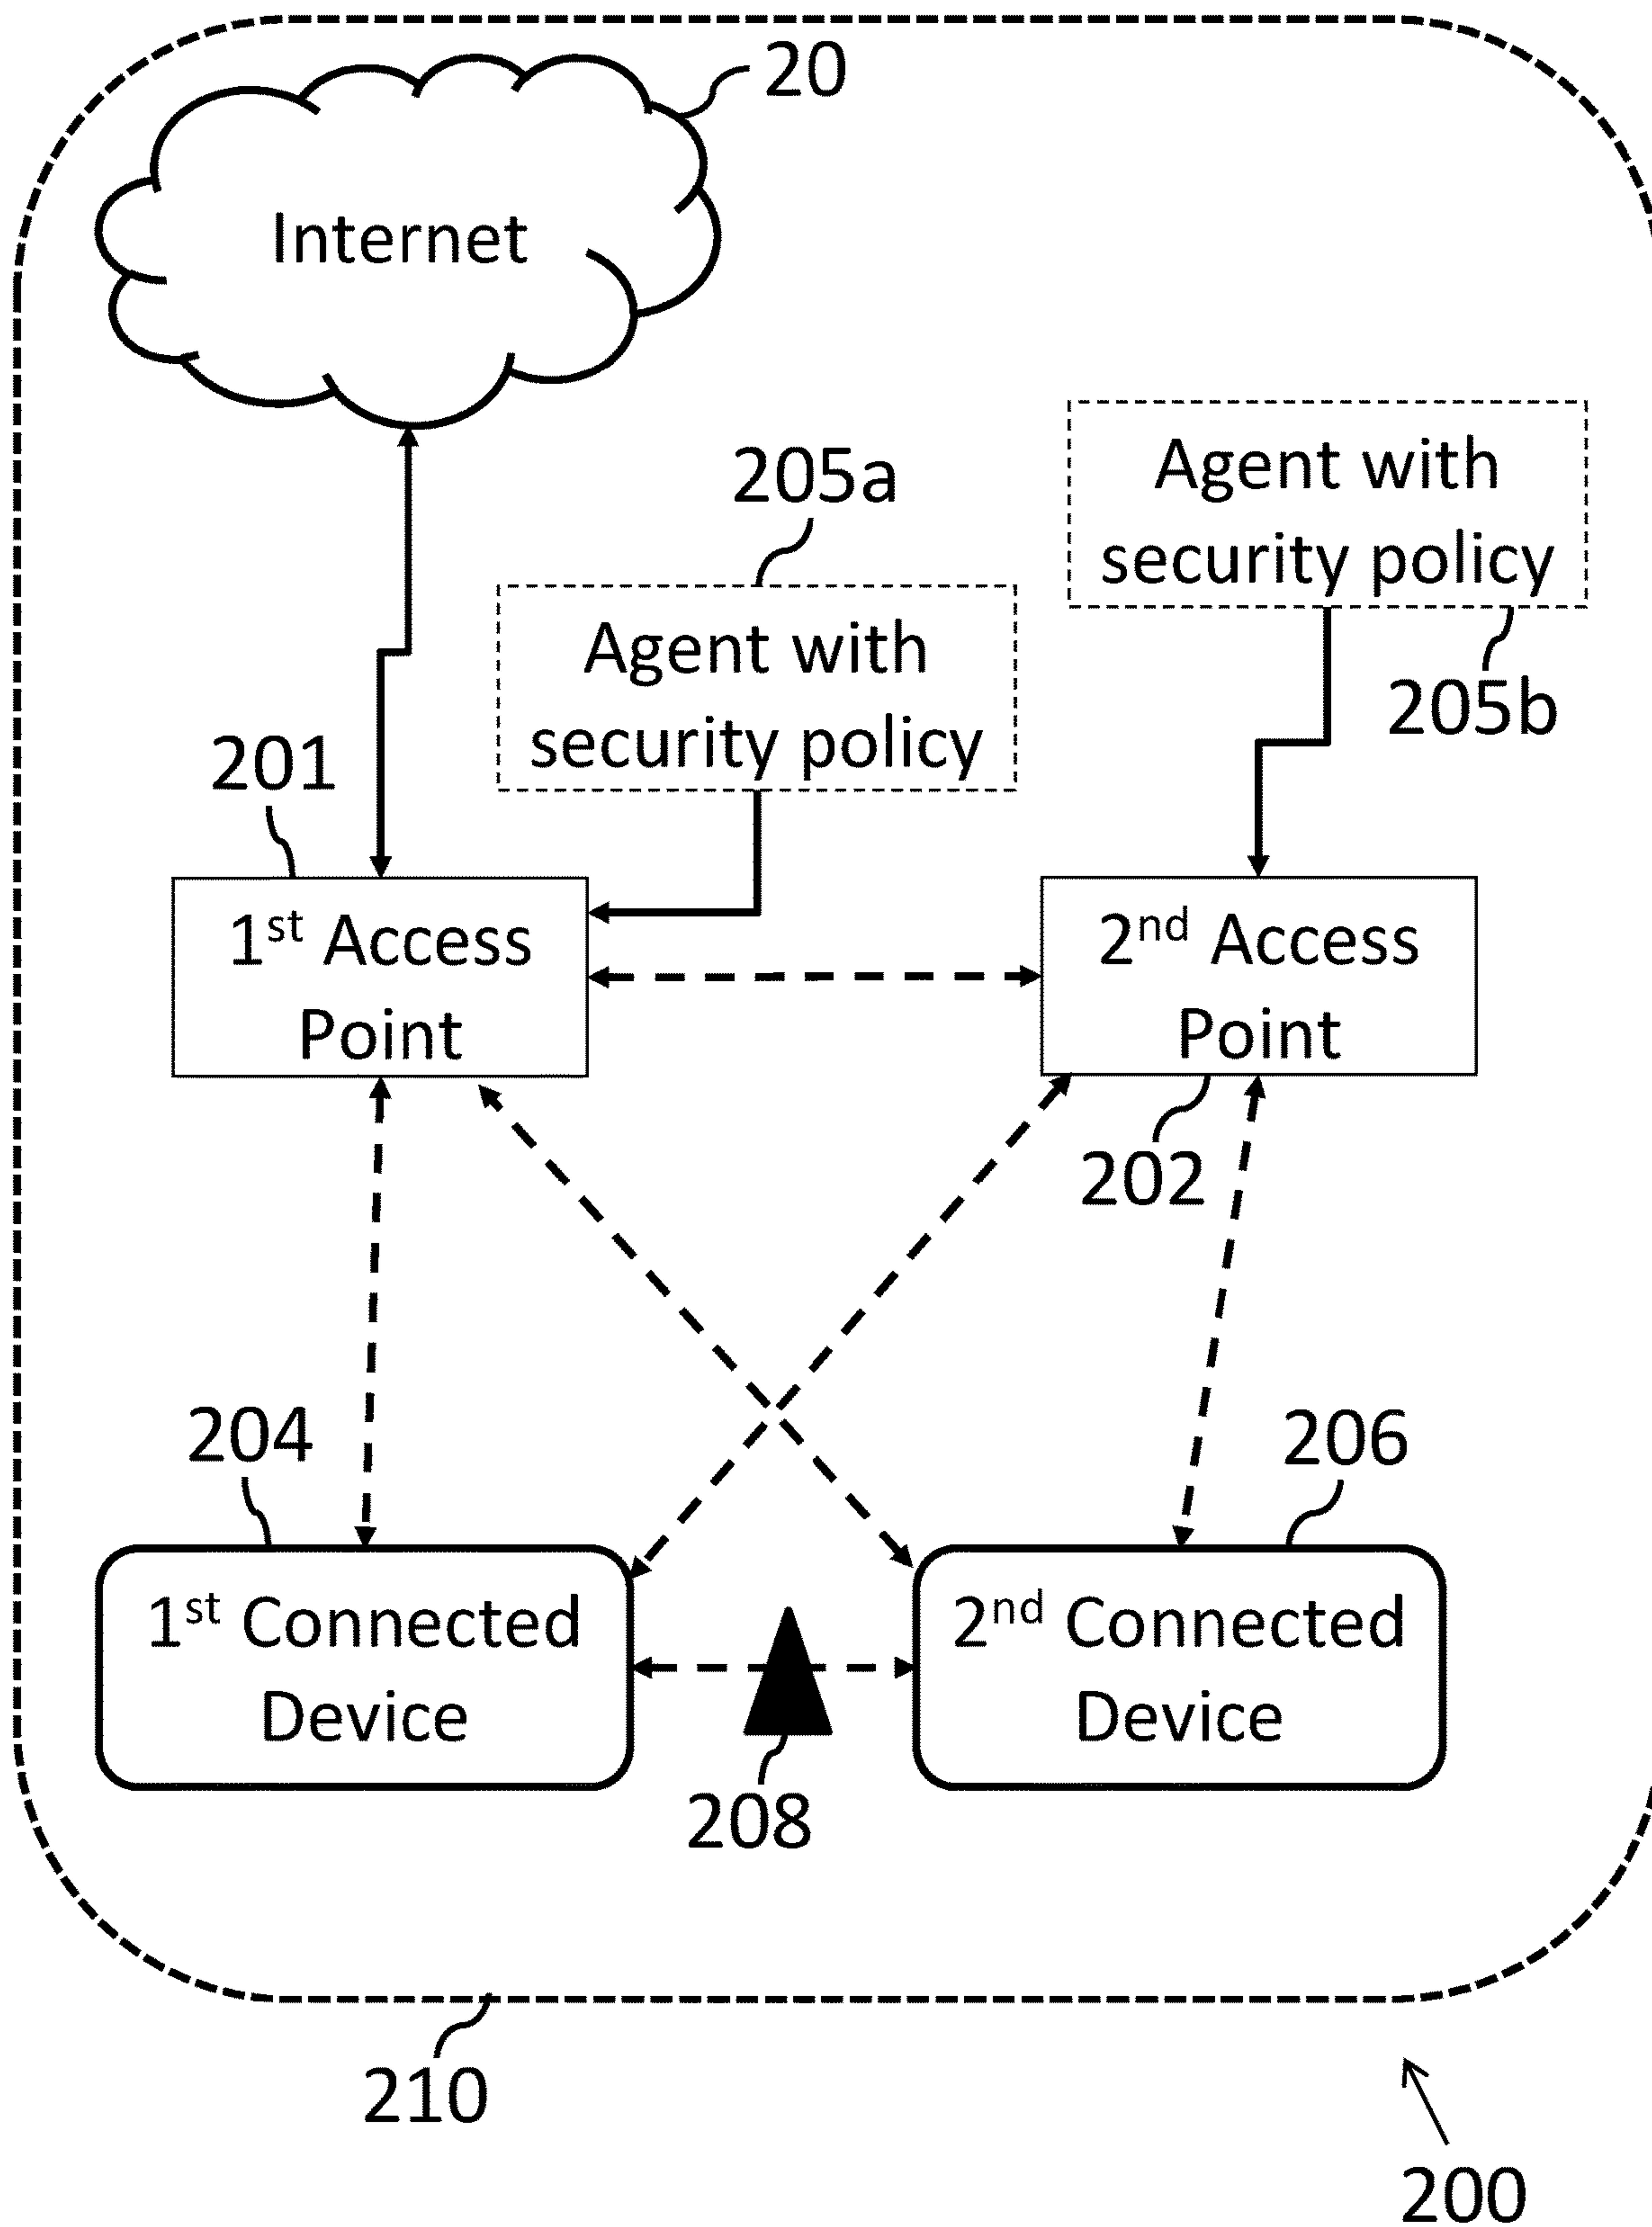 20
Internet
205a
Agent with
security policy
Agent with
security policy
205b
201
1st Access
Point
2nd Access
Point
202
204
206
1st Connected
Device
2nd Connected
Device
208
210
200